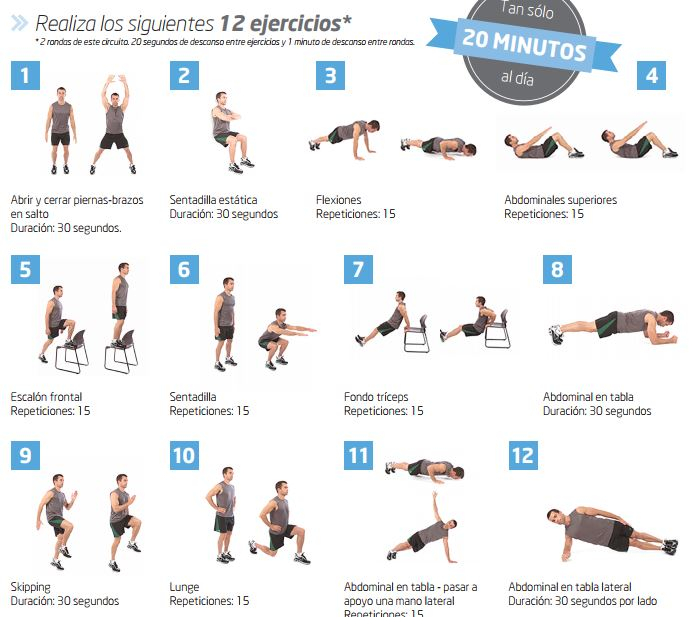 Realiza los siguientes 12 ejercicios*
* 2 rondas de este circuito. 20 segundos de descanso entre ejercicios y 1 minuto de descanso entre rondas.
Tan sólo
20 MINUTOS
al día
1
Abrir y cerrar piernas-brazos
en salto
Duración: 30 segundos.
2
Sentadilla estática
Duración: 30 segundos
3
Flexiones
Repeticiones: 15
4
Abdominales superiores
Repeticiones: 15
5
Escalón frontal
Repeticiones: 15
6
Sentadilla
Repeticiones: 15
7
Fondo tríceps
Repeticiones: 15
8
Abdominal en tabla
Duración: 30 segundos
9
Skipping
Duración: 30 segundos
10
Lunge
Repeticiones: 15
11
Abdominal en tabla - pasar a
apoyo una mano lateral
Repeticiones: 15
12
Abdominal en tabla lateral
Duración: 30 segundos por lado